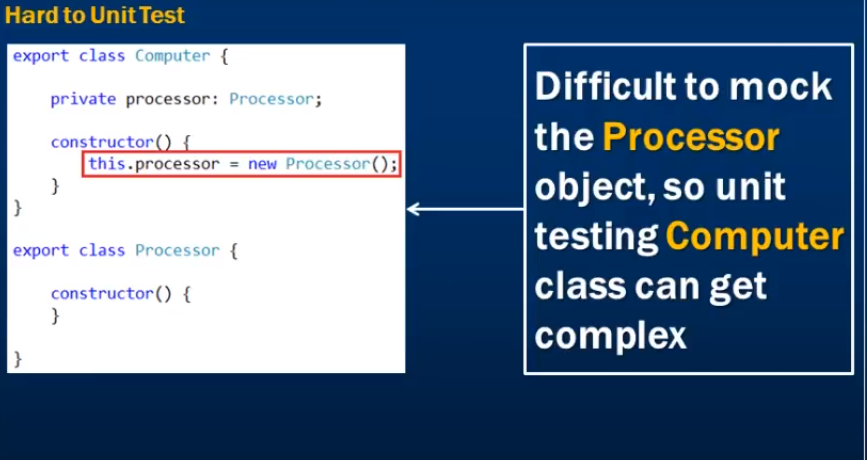 Hard to Unit Test
export class Computer {
private processor: Processor;
constructor() {
this.processor = new Processor();
}
}
export class Processor {
constructor() {
}
}
Difficult to mock
the Processor
object, so unit
testing Computer
class can get
complex